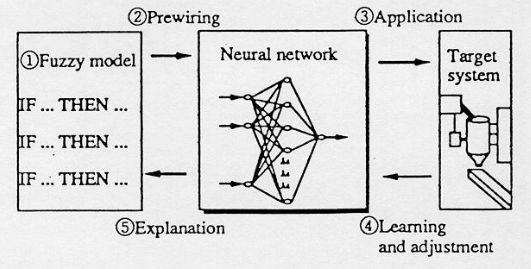 ②Prewiring
③Application
①Fuzzy model
Neural network
Target
system
IF ... THEN ...
IF ... THEN ...
IF ... THEN ...
⑤Explanation
④Learning
and adjustment